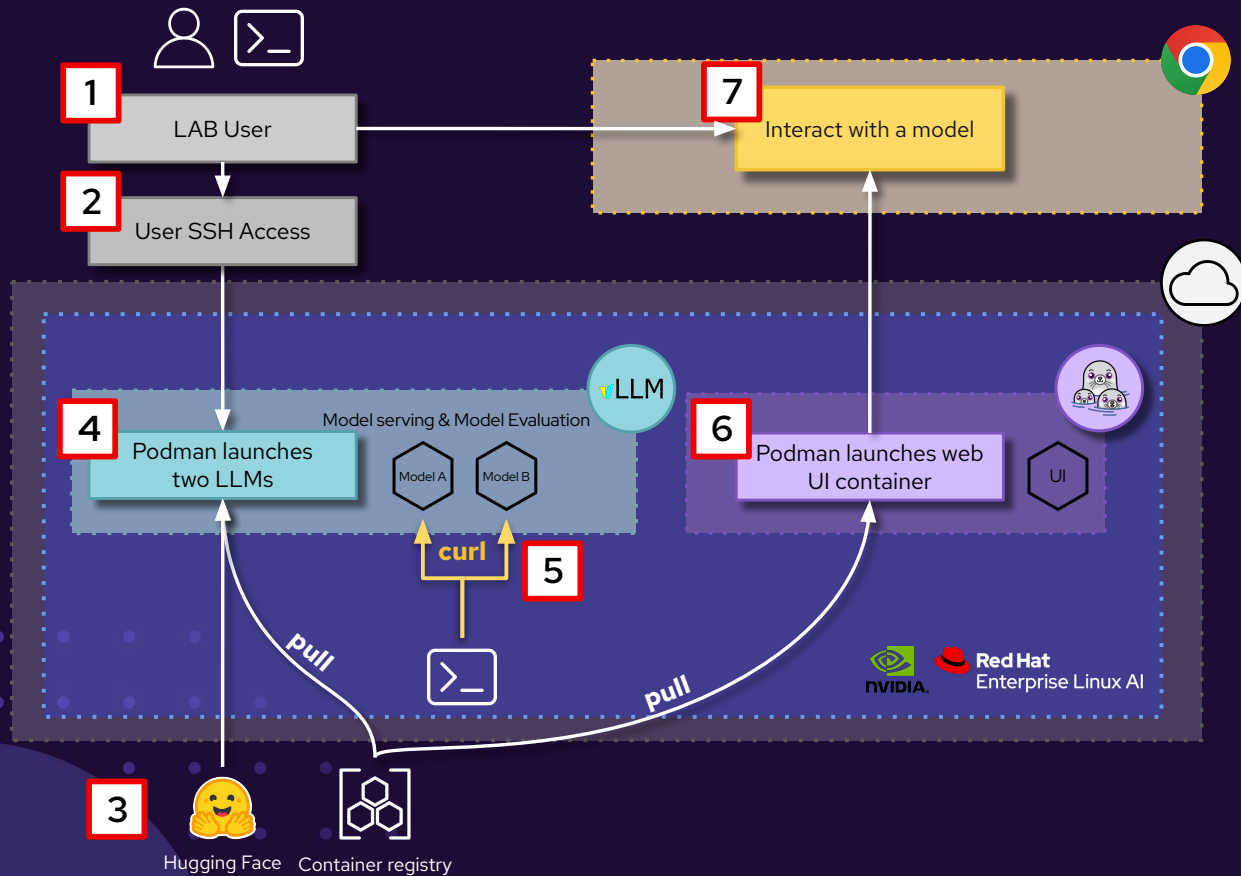 1
LAB User
2
User SSH Access
7
Interact with a model
vLLM
4
Model serving & Model Evaluation
Podman launches
two LLMs
Model A
Model B
6
Podman launches web
UI container
UI
curl
5
pull
pull
>_
NVIDIA.
Red Hat
Enterprise Linux AI
3
Hugging Face
Container registry